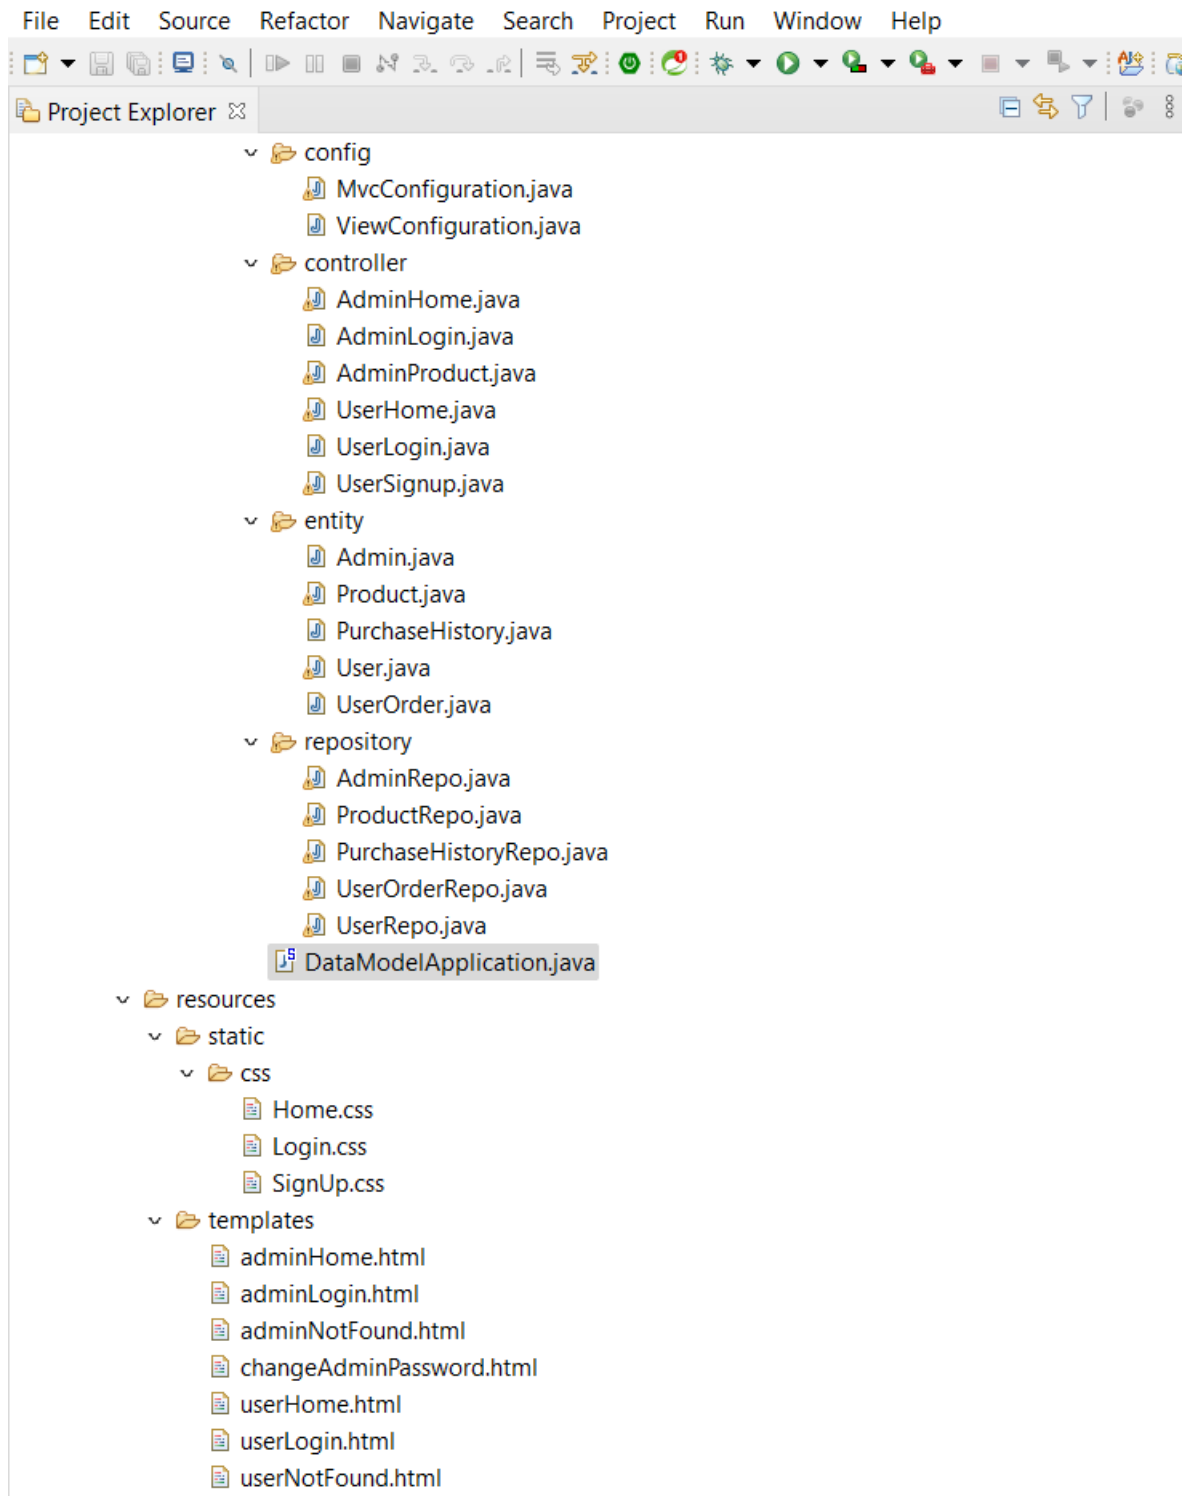 File Edit Source Refactor Navigate Search Project Run Window Help
Project Explorer
config
MvcConfiguration.java
ViewConfiguration.java
controller
AdminHome.java
AdminLogin.java
AdminProduct.java
UserHome.java
UserLogin.java
UserSignup.java
entity
Admin.java
Product.java
PurchaseHistory.java
User.java
UserOrder.java
repository
AdminRepo.java
ProductRepo.java
PurchaseHistoryRepo.java
UserOrderRepo.java
UserRepo.java
DataModelApplication.java
resources
static
css
Home.css
Login.css
SignUp.css
templates
adminHome.html
adminLogin.html
adminNotFound.html
changeAdminPassword.html
userHome.html
userLogin.html
userNotFound.html